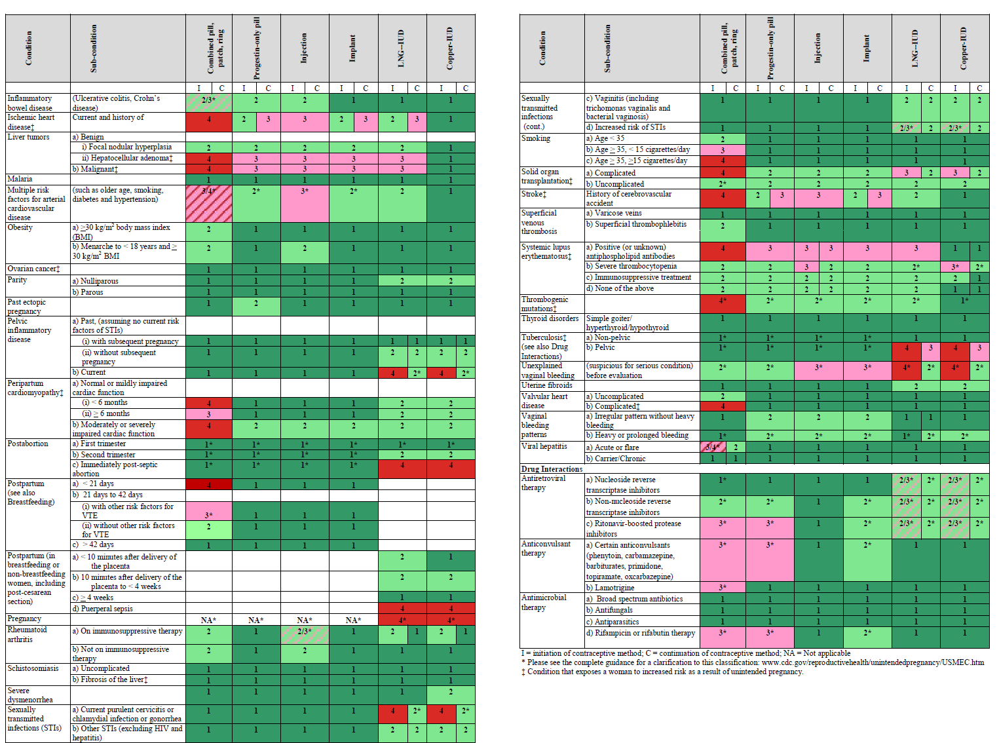 Condition Sub-condition Combined pill, patch, ring Progestin-only pill Injection Implant LNG--IUD Copper-IUD
I C I C I C I C I C I C
Inflammatory (Ulcerative colitis, Crohn's 2/3* 2 2 1 1 1
bowel disease disease)
Ischemic heart Current and history of 4 2 3 3 2 3 2 3 1
disease‡
Liver tumors a) Benign
i) Focal nodular hyperplasia 2 2 2 2 2 1
ii) Hepatocellular adenoma‡ 4 3 3 3 3 1
b) Malignant‡ 4 3 3 3 3 1
Malaria 1 1 1 1 1 1
Multiple risk (such as older age, smoking, 3/4* 2* 3* 2* 2 1
factors for arterial diabetes and hypertension)
cardiovascular
disease
Obesity a) ≥30 kg/m2 body mass index 2 1 1 1 1 1
(BMI)
b) Menarche to < 18 years and ≥ 2 1 2 1 1 1
30 kg/m2 BMI
Ovarian cancer‡ 1 1 1 1 1 1
Parity a) Nulliparous 1 1 1 1 2 2
b) Parous 1 1 1 1 1 1
Past ectopic 1 2 1 1 1 1
pregnancy
Pelvic a) Past, (assuming no current risk
inflammatory factors of STIs)
disease
(i) with subsequent pregnancy 1 1 1 1 1 1 1 1
(ii) without subsequent 1 1 1 1 2 2 2 2
pregnancy
b) Current 1 1 1 1 4 2* 4 2*
Peripartum a) Normal or mildly impaired
cardiomyopathy‡ cardiac function
(i) < 6 months 4 1 1 1 2 2
(ii) ≥ 6 months 3 1 1 1 2 2
b) Moderately or severely 4 2 2 2 2 2
impaired cardiac function
Postabortion a) First trimester 1* 1* 1* 1* 1* 1*
b) Second trimester 1* 1* 1* 1* 2 2
c) Immediately post-septic 1* 1* 1* 1* 4 4
abortion
Postpartum a) < 21 days 4 1 1 1
(see also b) 21 days to 42 days
Breastfeeding)
(i) with other risk factors for
VTE 3* 1 1 1
(ii) without other risk factors 2 1 1 1
for VTE
c) > 42 days 1 1 1 1
Postpartum (in a) < 10 minutes after delivery of 2 1
breastfeeding or the placenta
non-breastfeeding b) 10 minutes after delivery of the 2 2
women, including placenta to < 4 weeks
post-cesarean c) ≥ 4 weeks 1 1
section) d) Puerperal sepsis 4 4
Pregnancy NA* NA* NA* NA* 4* 4*
Rheumatoid a) On immunosuppressive therapy 2 1 2/3* 1 2 1 2 1
arthritis
b) Not on immunosuppressive 2 1 2 1 1 1
therapy
Schistosomiasis a) Uncomplicated 1 1 1 1 1 1
b) Fibrosis of the liver‡ 1 1 1 1 1 1
Severe 1 1 1 1 1 2
dysmenorrhea
Sexually a) Current purulent cervicitis or 1 1 1 1 4 2* 4 2*
transmitted chlamydial infection or gonorrhea
infections (STIs) b) Other STIs (excluding HIV and 1 1 1 1 2 2 2 2
hepatitis)
Condition Sub-condition Combined pill, patch, ring Progestin-only pill Injection Implant LNG--IUD Copper-IUD
I C I C I C I C I C I C
Sexually c) Vaginitis (including 1 1 1 1 2 2 2 2
transmitted trichomonas vaginalis and
infections bacterial vaginosis)
(cont.) d) Increased risk of STIs 1 1 1 1 2/3* 2 2/3* 2
Smoking a) Age < 35 2 1 1 1 1 1
b) Age ≥ 35, < 15 cigarettes/day 3 1 1 1 1 1
c) Age ≥ 35, ≥15 cigarettes/day 4 1 1 1 1 1
Solid organ a) Complicated 4 2 2 2 3 2 3 2
transplantation‡ b) Uncomplicated 2* 2 2 2 2 2
Stroke‡ History of cerebrovascular 4 2 3 3 2 3 2 1
accident
Superficial a) Varicose veins 1 1 1 1 1 1
venous b) Superficial thrombophlebitis 2 1 1 1 1 1
thrombosis
Systemic lupus a) Positive (or unknown) 4 3 3 3 3 3 1 1
erythematosus‡ antiphospholipid antibodies
b) Severe thrombocytopenia 2 2 3 2 2 2* 3* 2*
c) Immunosuppressive treatment 2 2 2 2 2 2 2 1
d) None of the above 2 2 2 2 2 2 1 1
Thrombogenic 4* 2* 2* 2* 2* 1*
mutations‡
Thyroid disorders Simple goiter/ 1 1 1 1 1 1
hyperthyroid/hypothyroid
Tuberculosis‡ a) Non-pelvic 1* 1* 1* 1* 1 1
(see also Drug b) Pelvic 1* 1* 1* 1* 4 3 4 3
Interactions)
Unexplained (suspicious for serious condition) 2* 2* 3* 3* 4* 2* 4* 2*
vaginal bleeding before evaluation
Uterine fibroids 1 1 1 1 2 2
Valvular heart a) Uncomplicated 2 1 1 1 1 1
disease b) Complicated‡ 4 1 1 1 1 1
Vaginal a) Irregular pattern without heavy 1 2 2 2 1 1 1
bleeding bleeding
patterns b) Heavy or prolonged bleeding 1* 2* 2* 2* 1* 2* 2*
Viral hepatitis a) Acute or flare 3/4* 2 1 1 1 1 1
b) Carrier/Chronic 1 1 1 1 1 1 1
Drug Interactions
Antiretroviral a) Nucleoside reverse 1* 1 1 1 2/3* 2* 2/3* 2*
therapy transcriptase inhibitors
b) Non-nucleoside reverse 2* 2* 1 2* 2/3* 2* 2/3* 2*
transcriptase inhibitors
c) Ritonavir-boosted protease 3* 3* 1 2* 2/3* 2* 2/3* 2*
inhibitors
Anticonvulsant a) Certain anticonvulsants 3* 3* 1 2* 1 1
therapy (phenytoin, carbamazepine,
barbiturates, primidone,
topiramate, oxcarbazepine)
b) Lamotrigine 3* 1 1 1 1 1
Antimicrobial a) Broad spectrum antibiotics 1 1 1 1 1 1
therapy b) Antifungals 1 1 1 1 1 1
c) Antiparasitics 1 1 1 1 1 1
d) Rifampicin or rifabutin therapy 3* 3* 1 2* 1 1
I = initiation of contraceptive method; C = continuation of contraceptive method; NA = Not applicable
* Please see the complete guidance for a clarification to this classification: www.cdc.gov/reproductivehealth/unintendedpregnancy/USMEC.htm
‡ Condition that exposes a woman to increased risk as a result of unintended pregnancy.